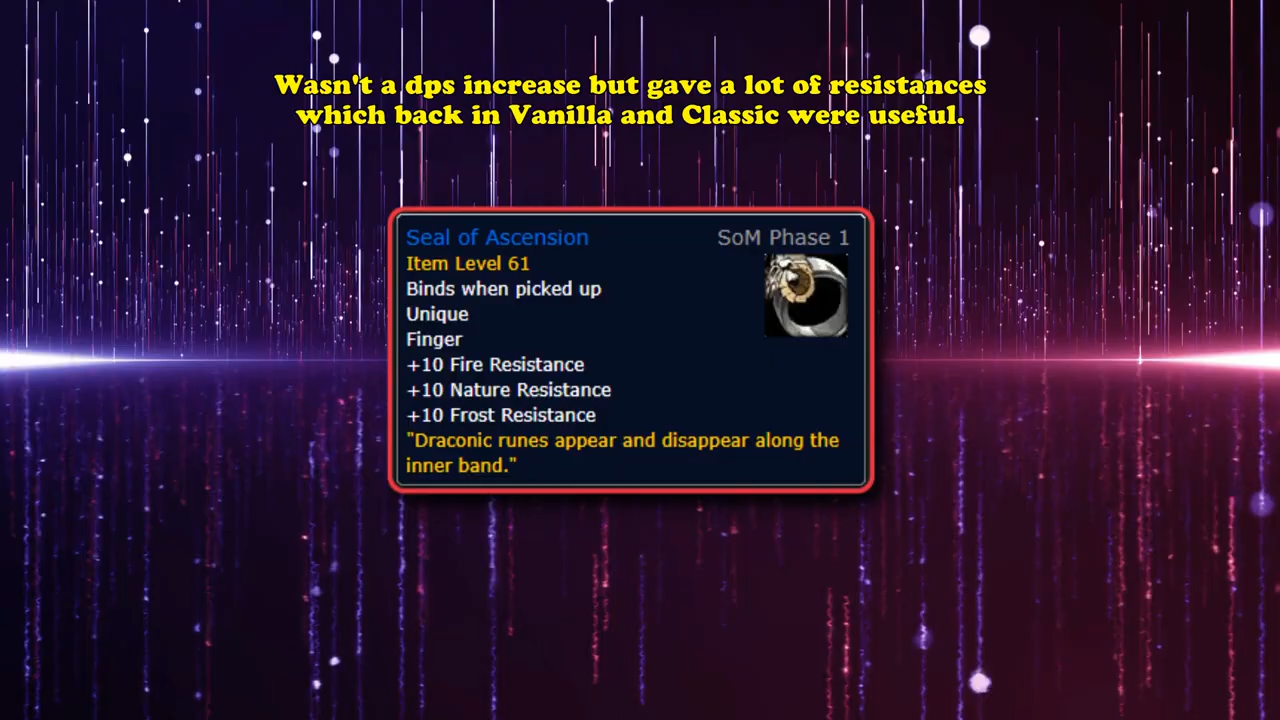 Wasn't a dps increase but gave a lot of resistances
which back in Vanilla and Classic were useful.
Seal of Ascension SoM Phase 1
Item Level 61
Binds when picked up
Unique
Finger
+10 Fire Resistance
+10 Nature Resistance
+10 Frost Resistance
"Draconic runes appear and disappear along the
inner band."